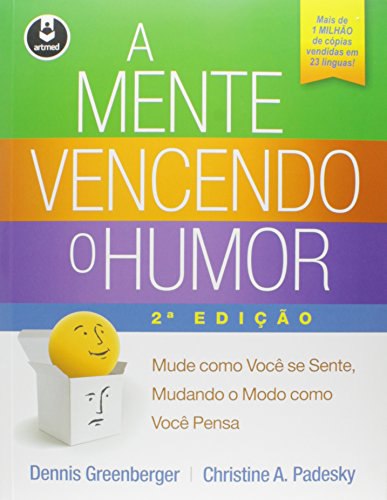 artmed
Mais de
1 MILHÃO
de cópias
vendidas em
23 línguas!
A
MENTE
VENCENDO
O HUMOR
2ª EDIÇÃO
Mude como Você se Sente,
Mudando o Modo como
Você Pensa
Dennis Greenberger | Christine A. Padesky